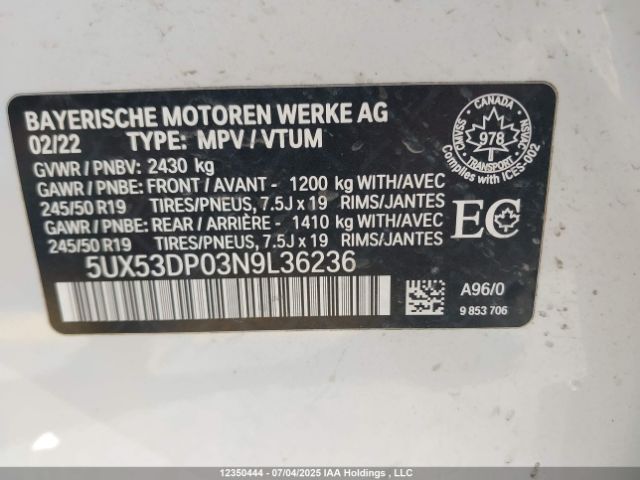 BAYERISCHE MOTOREN WERKE AG
02/22 TYPE: MPV / VTUM
GVWR / PNBV: 2430 kg
GAWR / PNBE: FRONT / AVANT - 1200 kg WITH/AVEC
245/50 R19 TIRES/PNEUS, 7.5J x 19 RIMS/JANTES
GAWR / PNBE: REAR / ARRIÈRE - 1410 kg WITH/AVEC
245/50 R19 TIRES/PNEUS, 7.5J x 19 RIMS/JANTES
5UX53DP03N9L36236
CANADA
CMVSS
NSVAC
978
TRANSPORT
Complies with ICES-002
EC
A96/0
9 853 706
12350444 - 07/04/2025 IAA Holdings, LLC